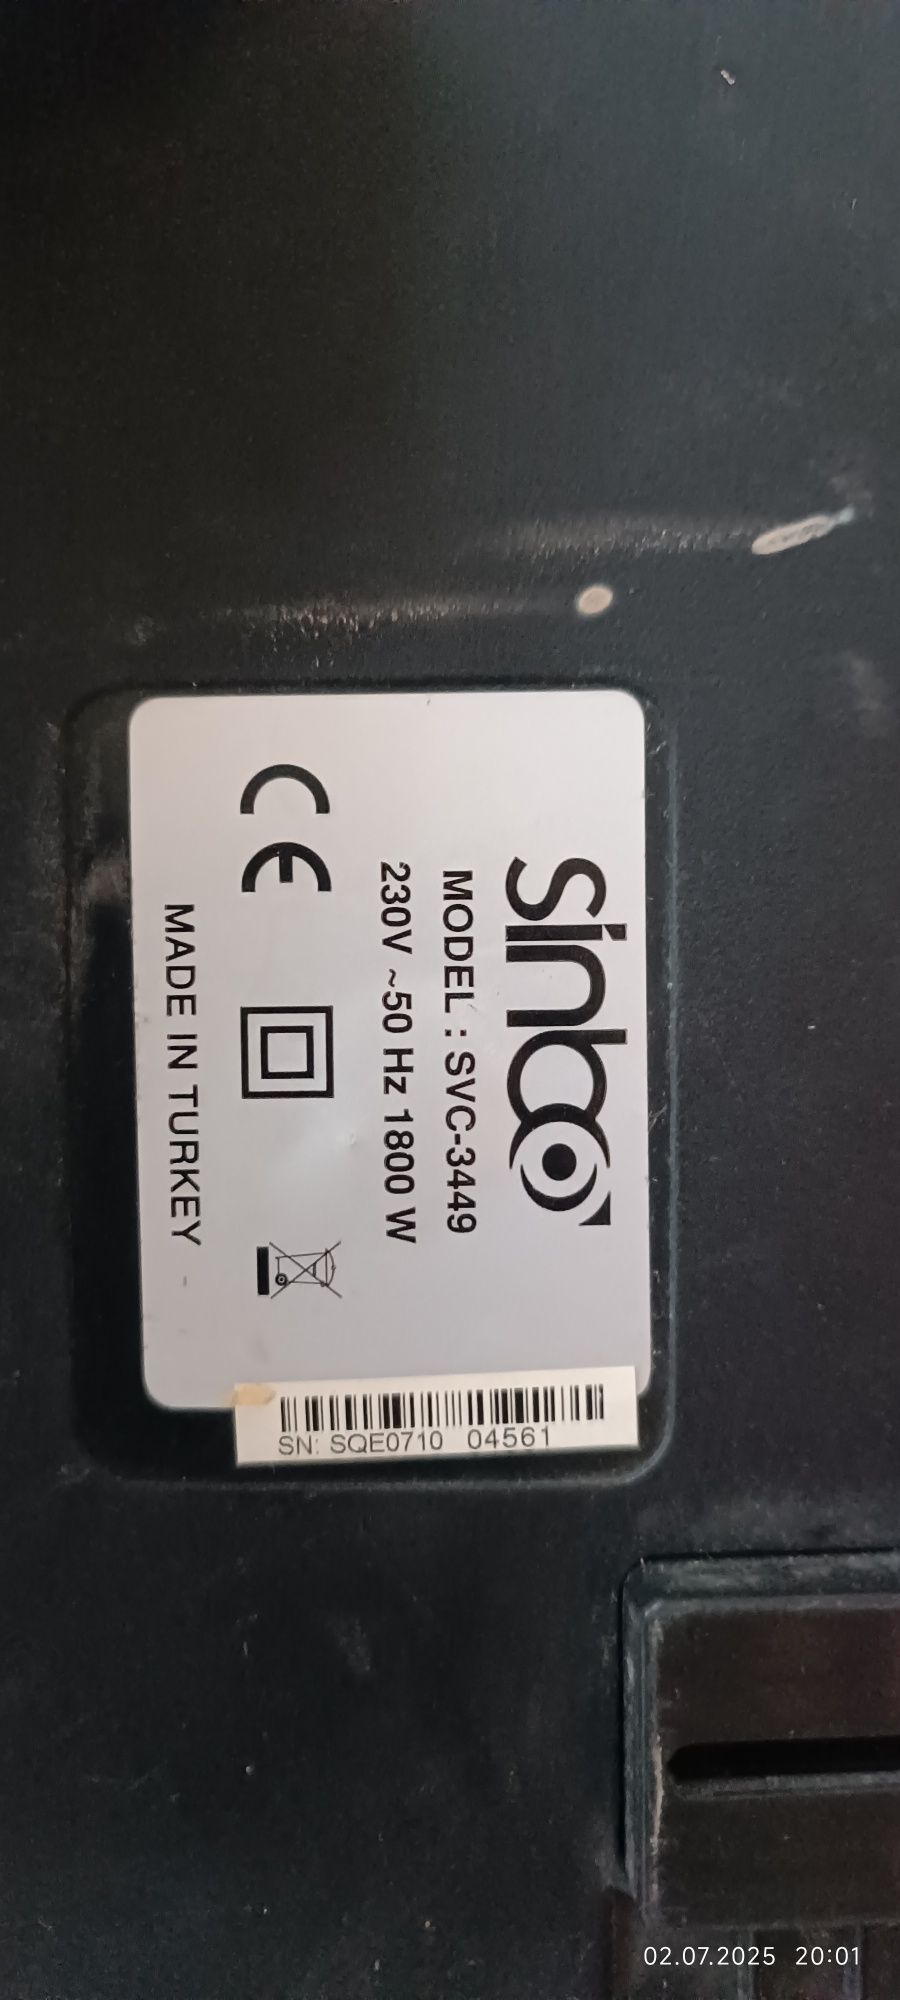 sinbo
MODEL : SVC-3449
230V ~50 Hz 1800 W
CE
MADE IN TURKEY
SN: SQE0710 04561
02.07.2025 20:01